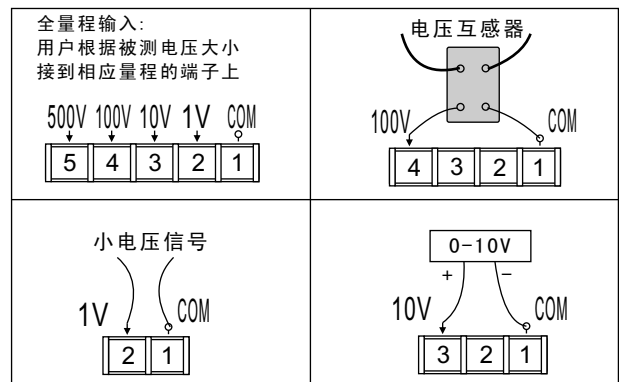 全量程输入:
用户根据被测电压大小
接到相应量程的端子上
500V 100V 10V 1V COM
5 4 3 2 1
电压互感器
100V COM
4 3 2 1
小电压信号
1V COM
2 1
0-10V
+ -
10V COM
3 2 1